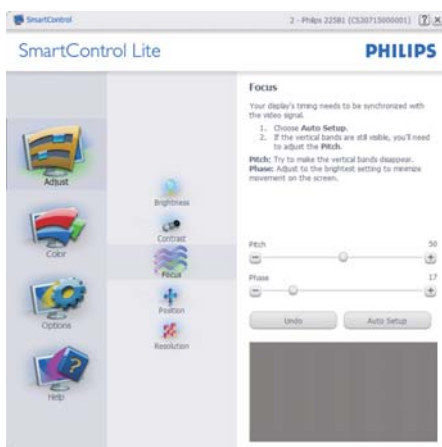 SmartControl
2 - Philips 225B1 (CS30715000001)
SmartControl Lite
PHILIPS
Adjust
Color
Options
Help
Brightness
Contrast
Focus
Position
Resolution
Focus
Your display's timing needs to be synchronized with
the video signal.
1. Choose Auto Setup.
2. If the vertical bands are still visible, you'll need
to adjust the Pitch.
Pitch: Try to make the vertical bands disappear.
Phase: Adjust to the brightest setting to minimize
movement on the screen.
Pitch 50
Phase 17
Undo Auto Setup